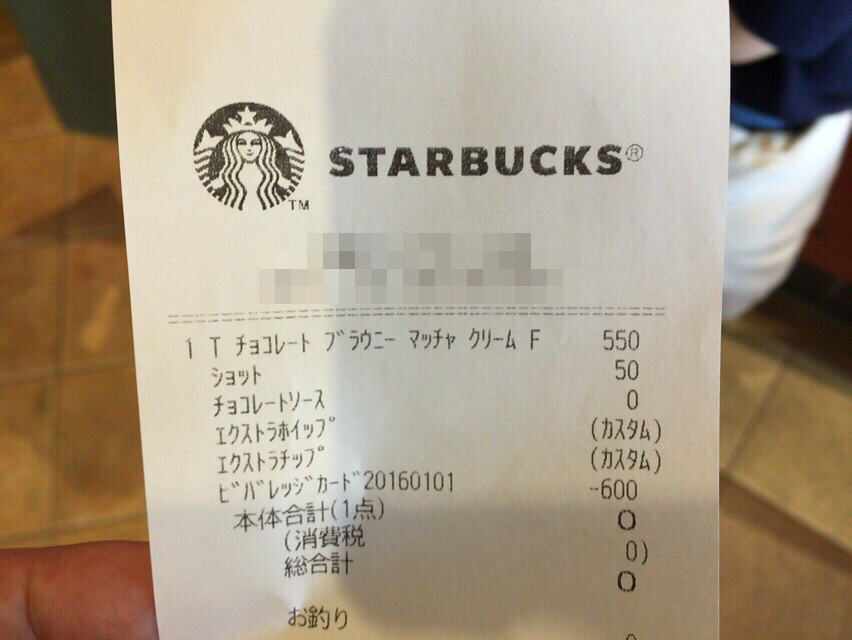 STARBUCKS®
TM
1 T チョコレート ブラウニー マッチャ クリーム F 550
ショット 50
チョコレートソース 0
エクストラホイップ (カスタム)
エクストラチップ (カスタム)
ビバレッジカード20160101 -600
本体合計(1点) 0
(消費税 0)
総合計 0
お釣り